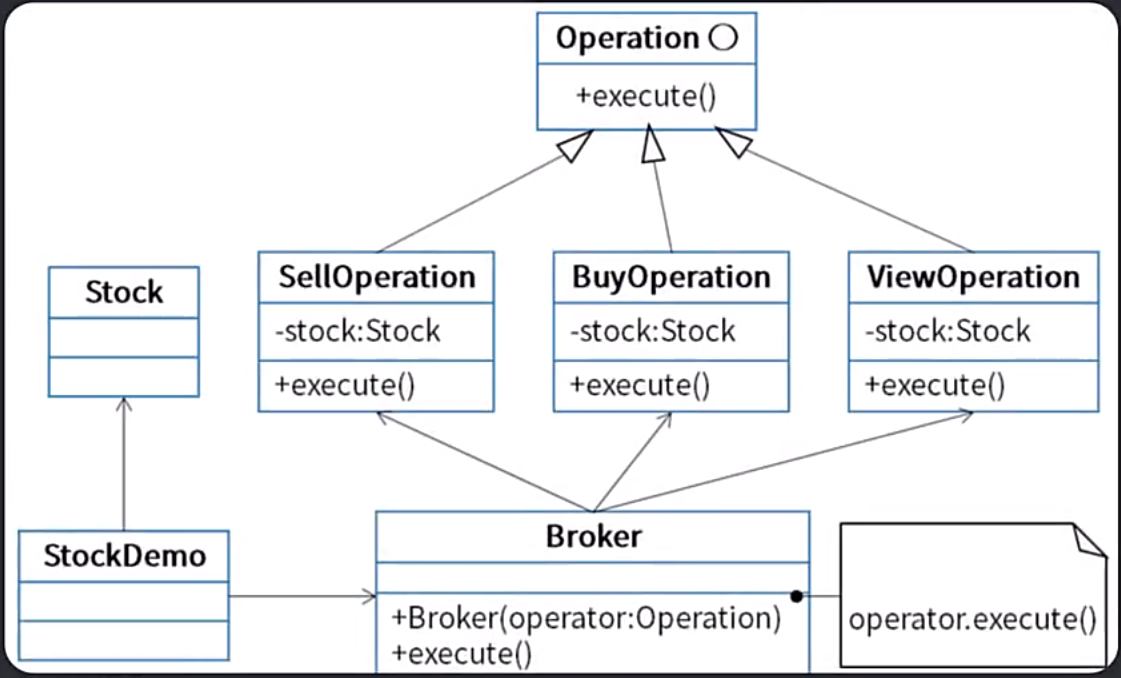 Operation
+execute()
SellOperation
-stock:Stock
+execute()
BuyOperation
-stock:Stock
+execute()
ViewOperation
-stock:Stock
+execute()
Stock
StockDemo
Broker
+Broker(operator:Operation)
+execute()
operator.execute()